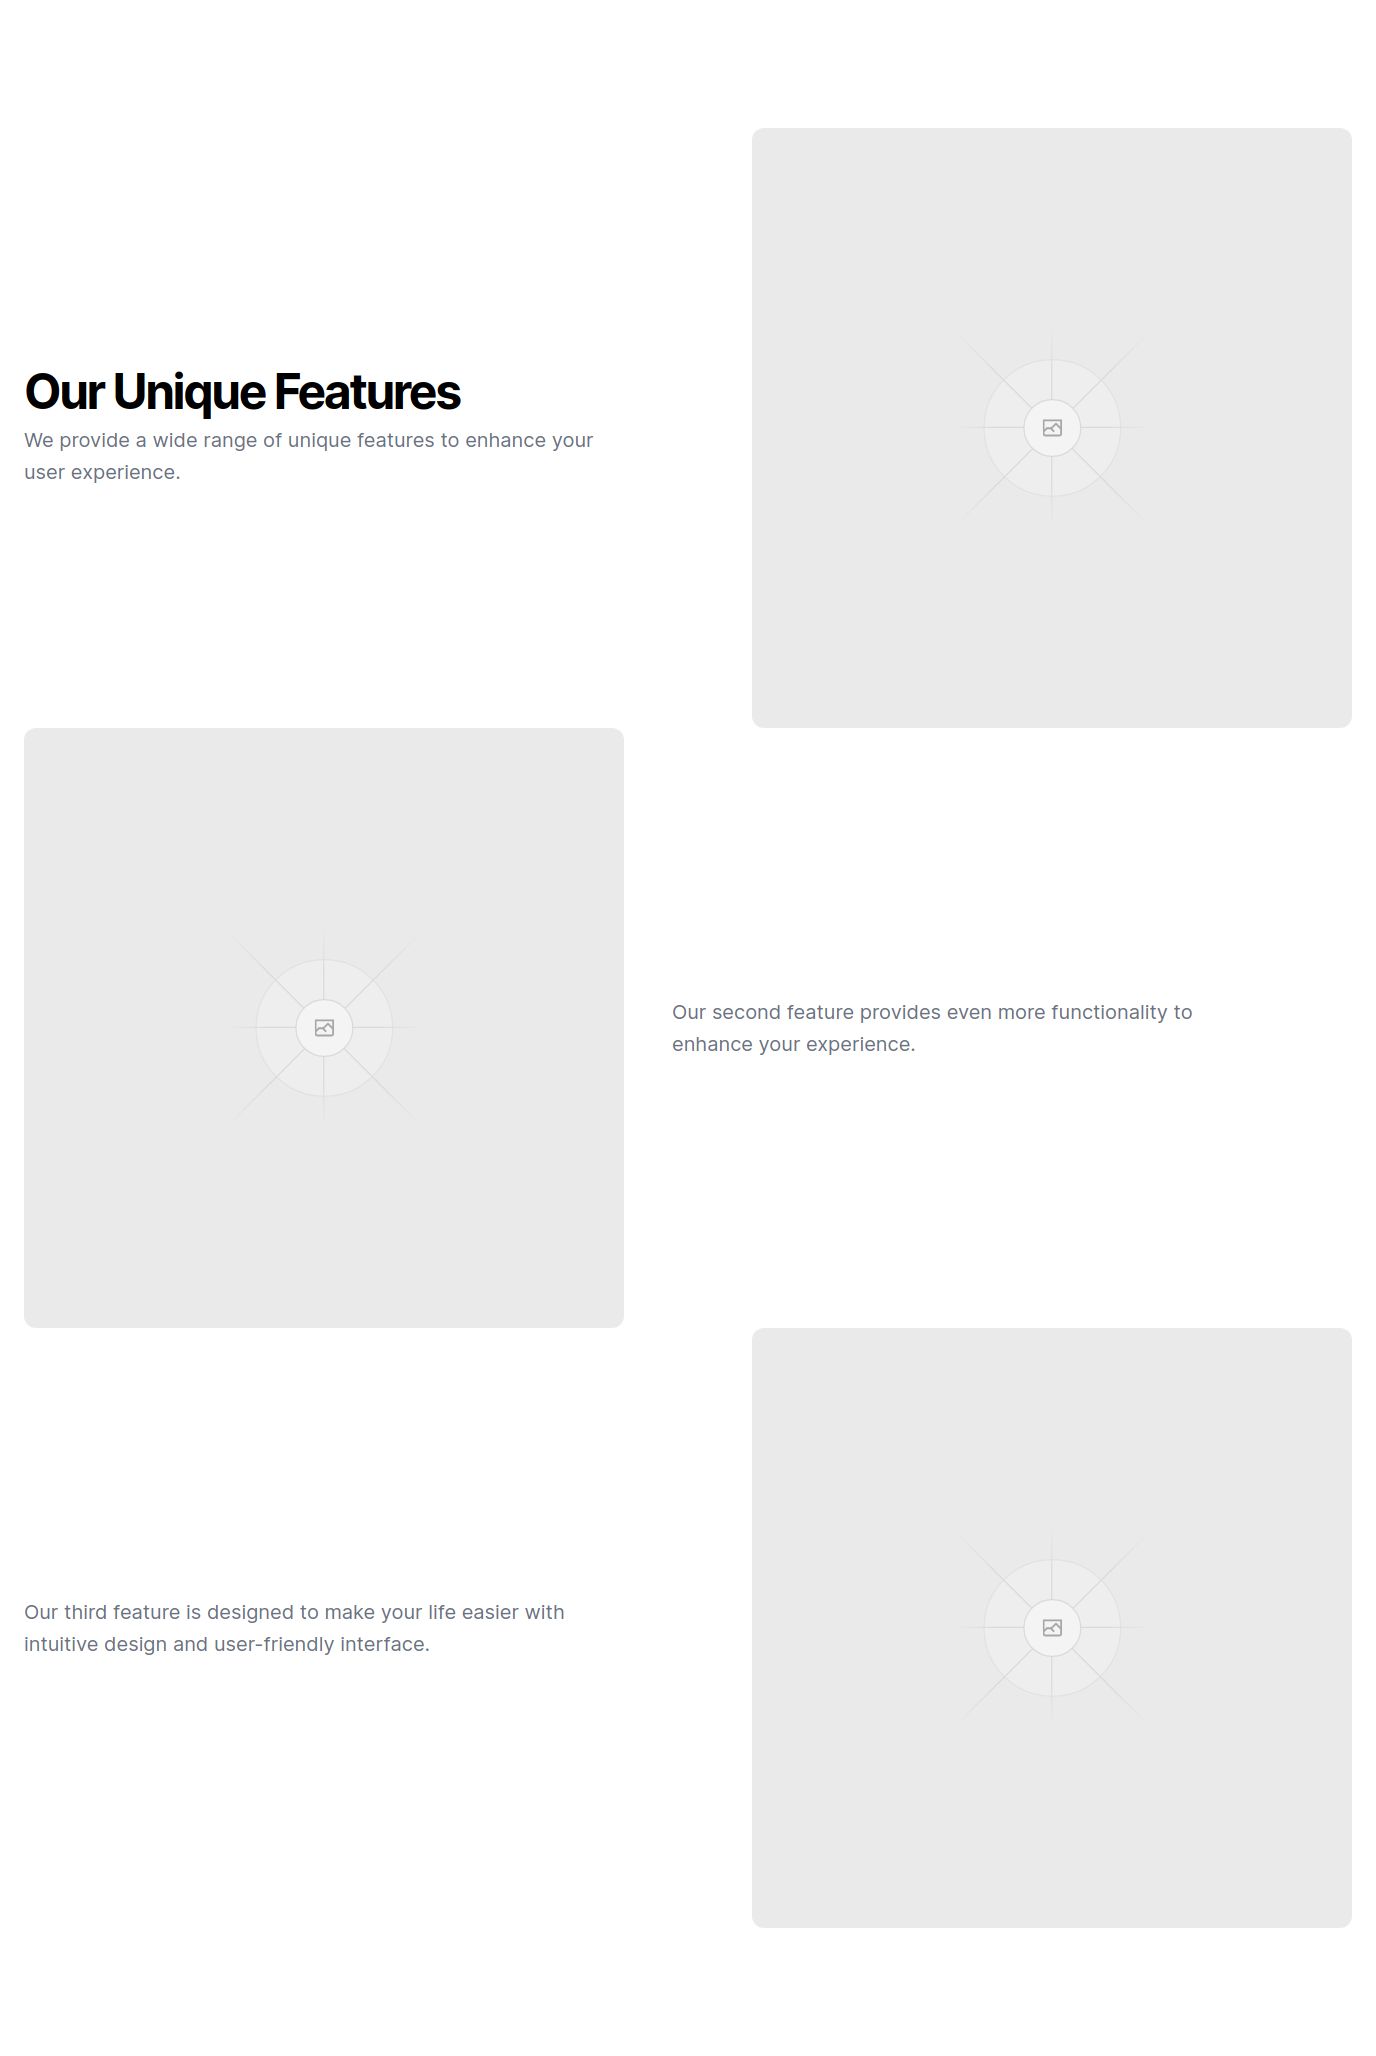 Our Unique Features
We provide a wide range of unique features to enhance your
user experience.
Our second feature provides even more functionality to
enhance your experience.
Our third feature is designed to make your life easier with
intuitive design and user-friendly interface.